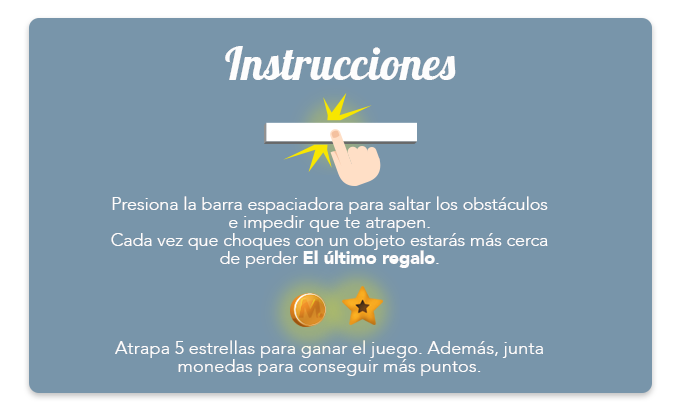 Instrucciones
Presiona la barra espaciadora para saltar los obstáculos
e impedir que te atrapen.
Cada vez que choques con un objeto estarás más cerca
de perder El último regalo.
M
Atrapa 5 estrellas para ganar el juego. Además, junta
monedas para conseguir más puntos.